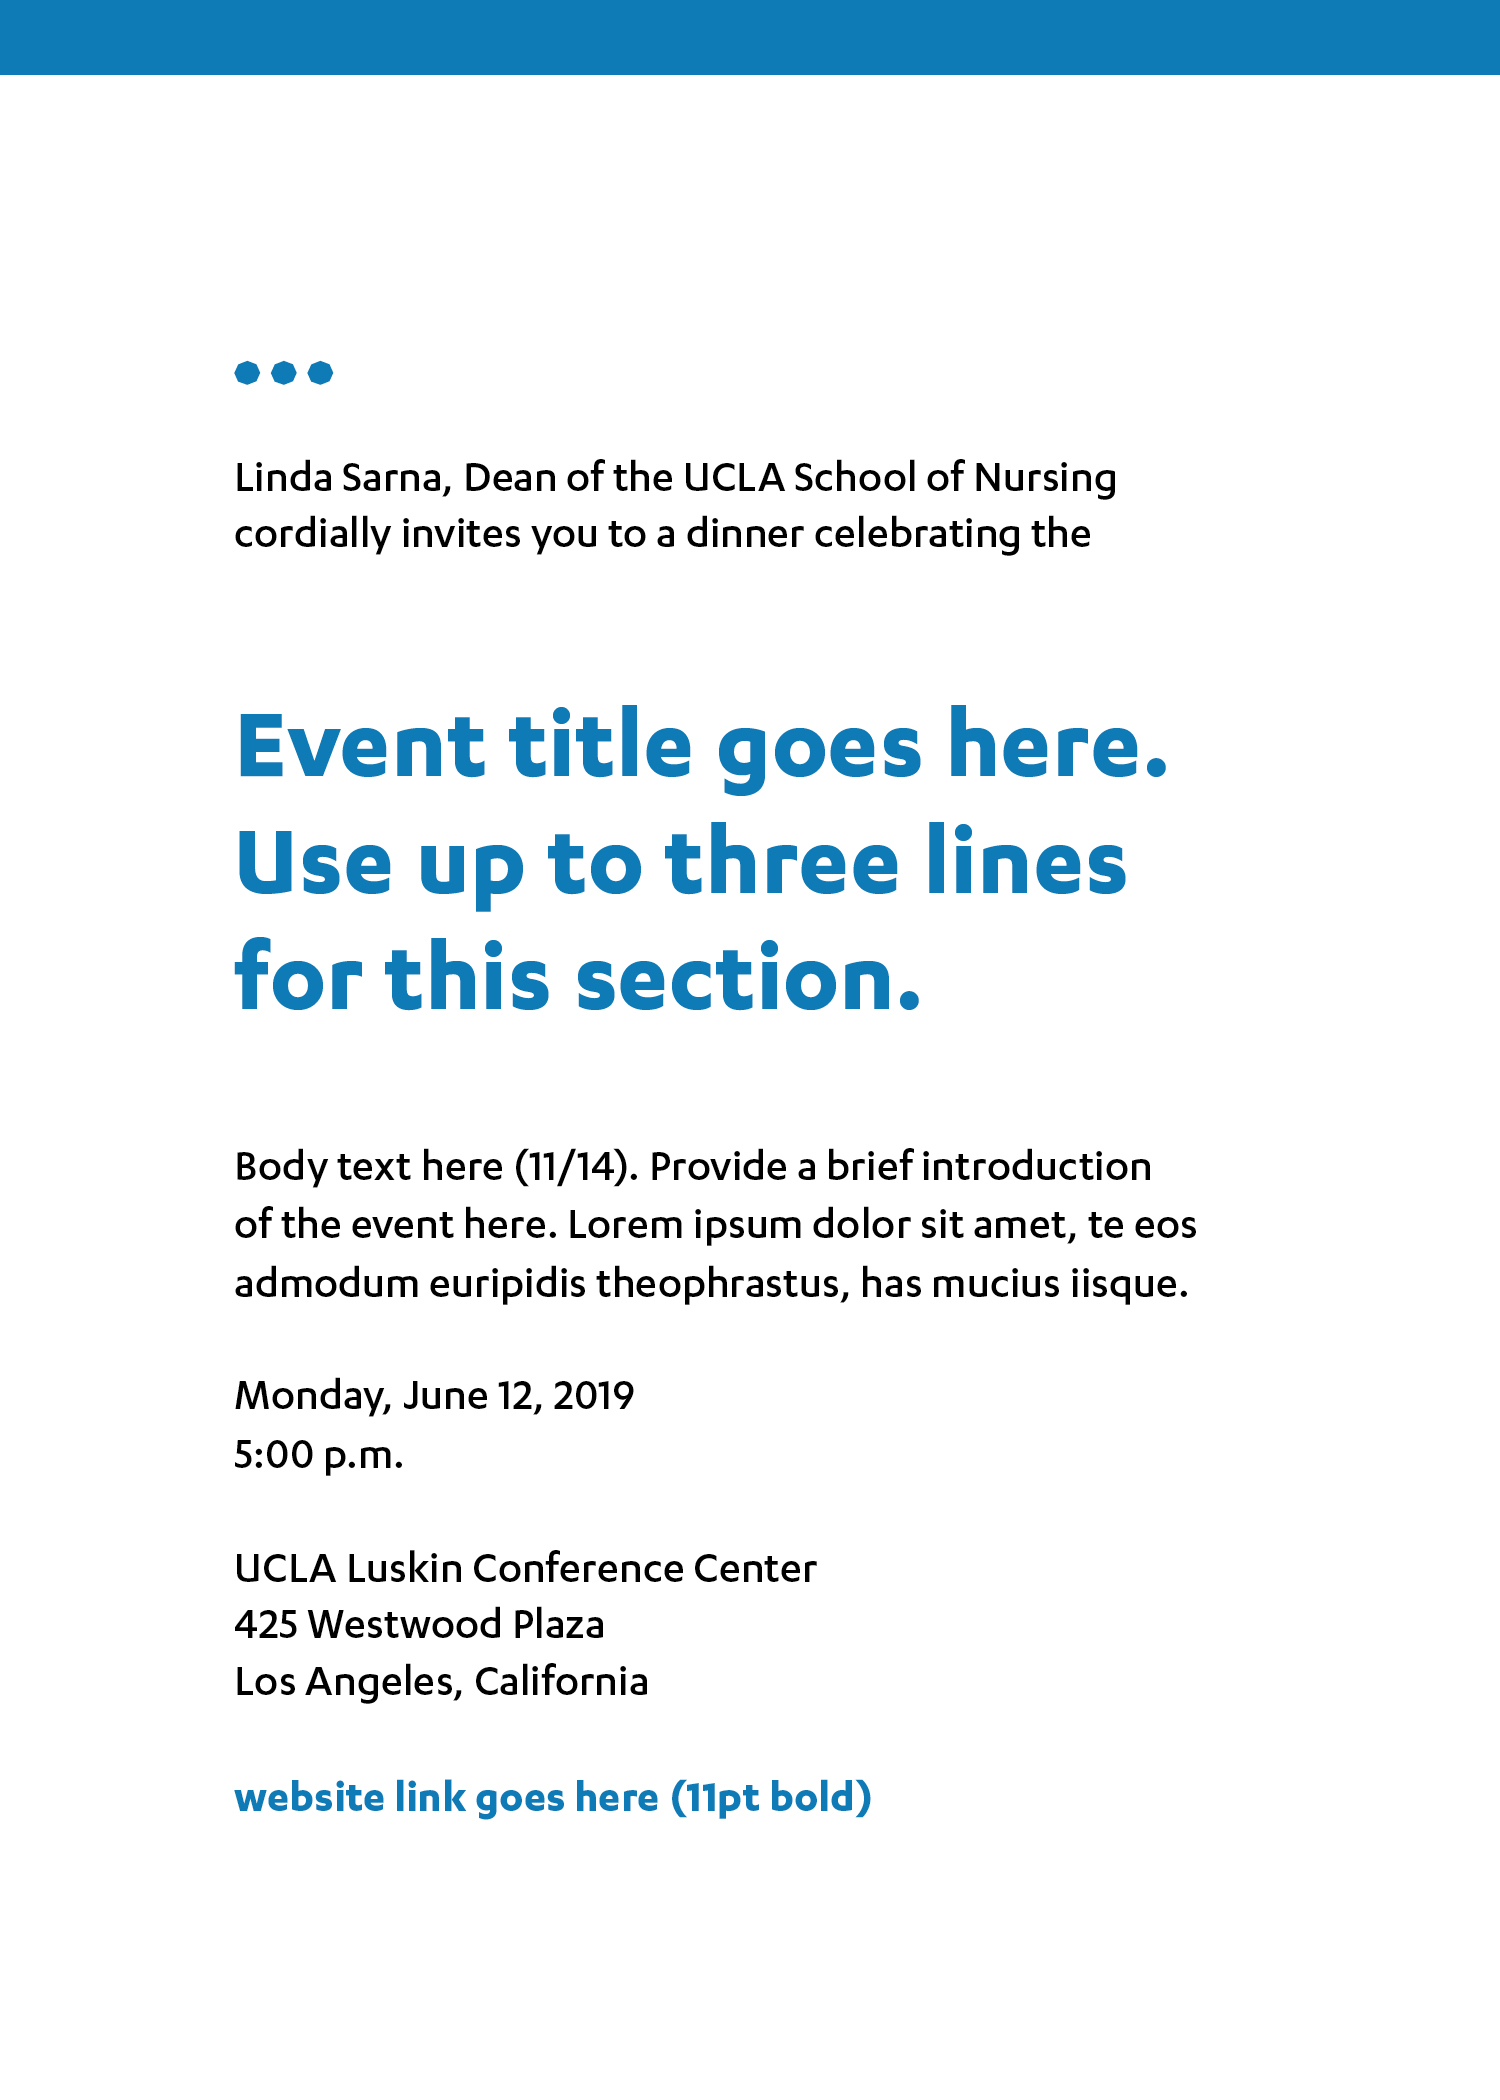 Linda Sarna, Dean of the UCLA School of Nursing
cordially invites you to a dinner celebrating the
Event title goes here.
Use up to three lines
for this section.
Body text here (11/14). Provide a brief introduction
of the event here. Lorem ipsum dolor sit amet, te eos
admodum euripidis theophrastus, has mucius iisque.
Monday, June 12, 2019
5:00 p.m.
UCLA Luskin Conference Center
425 Westwood Plaza
Los Angeles, California
website link goes here (11pt bold)